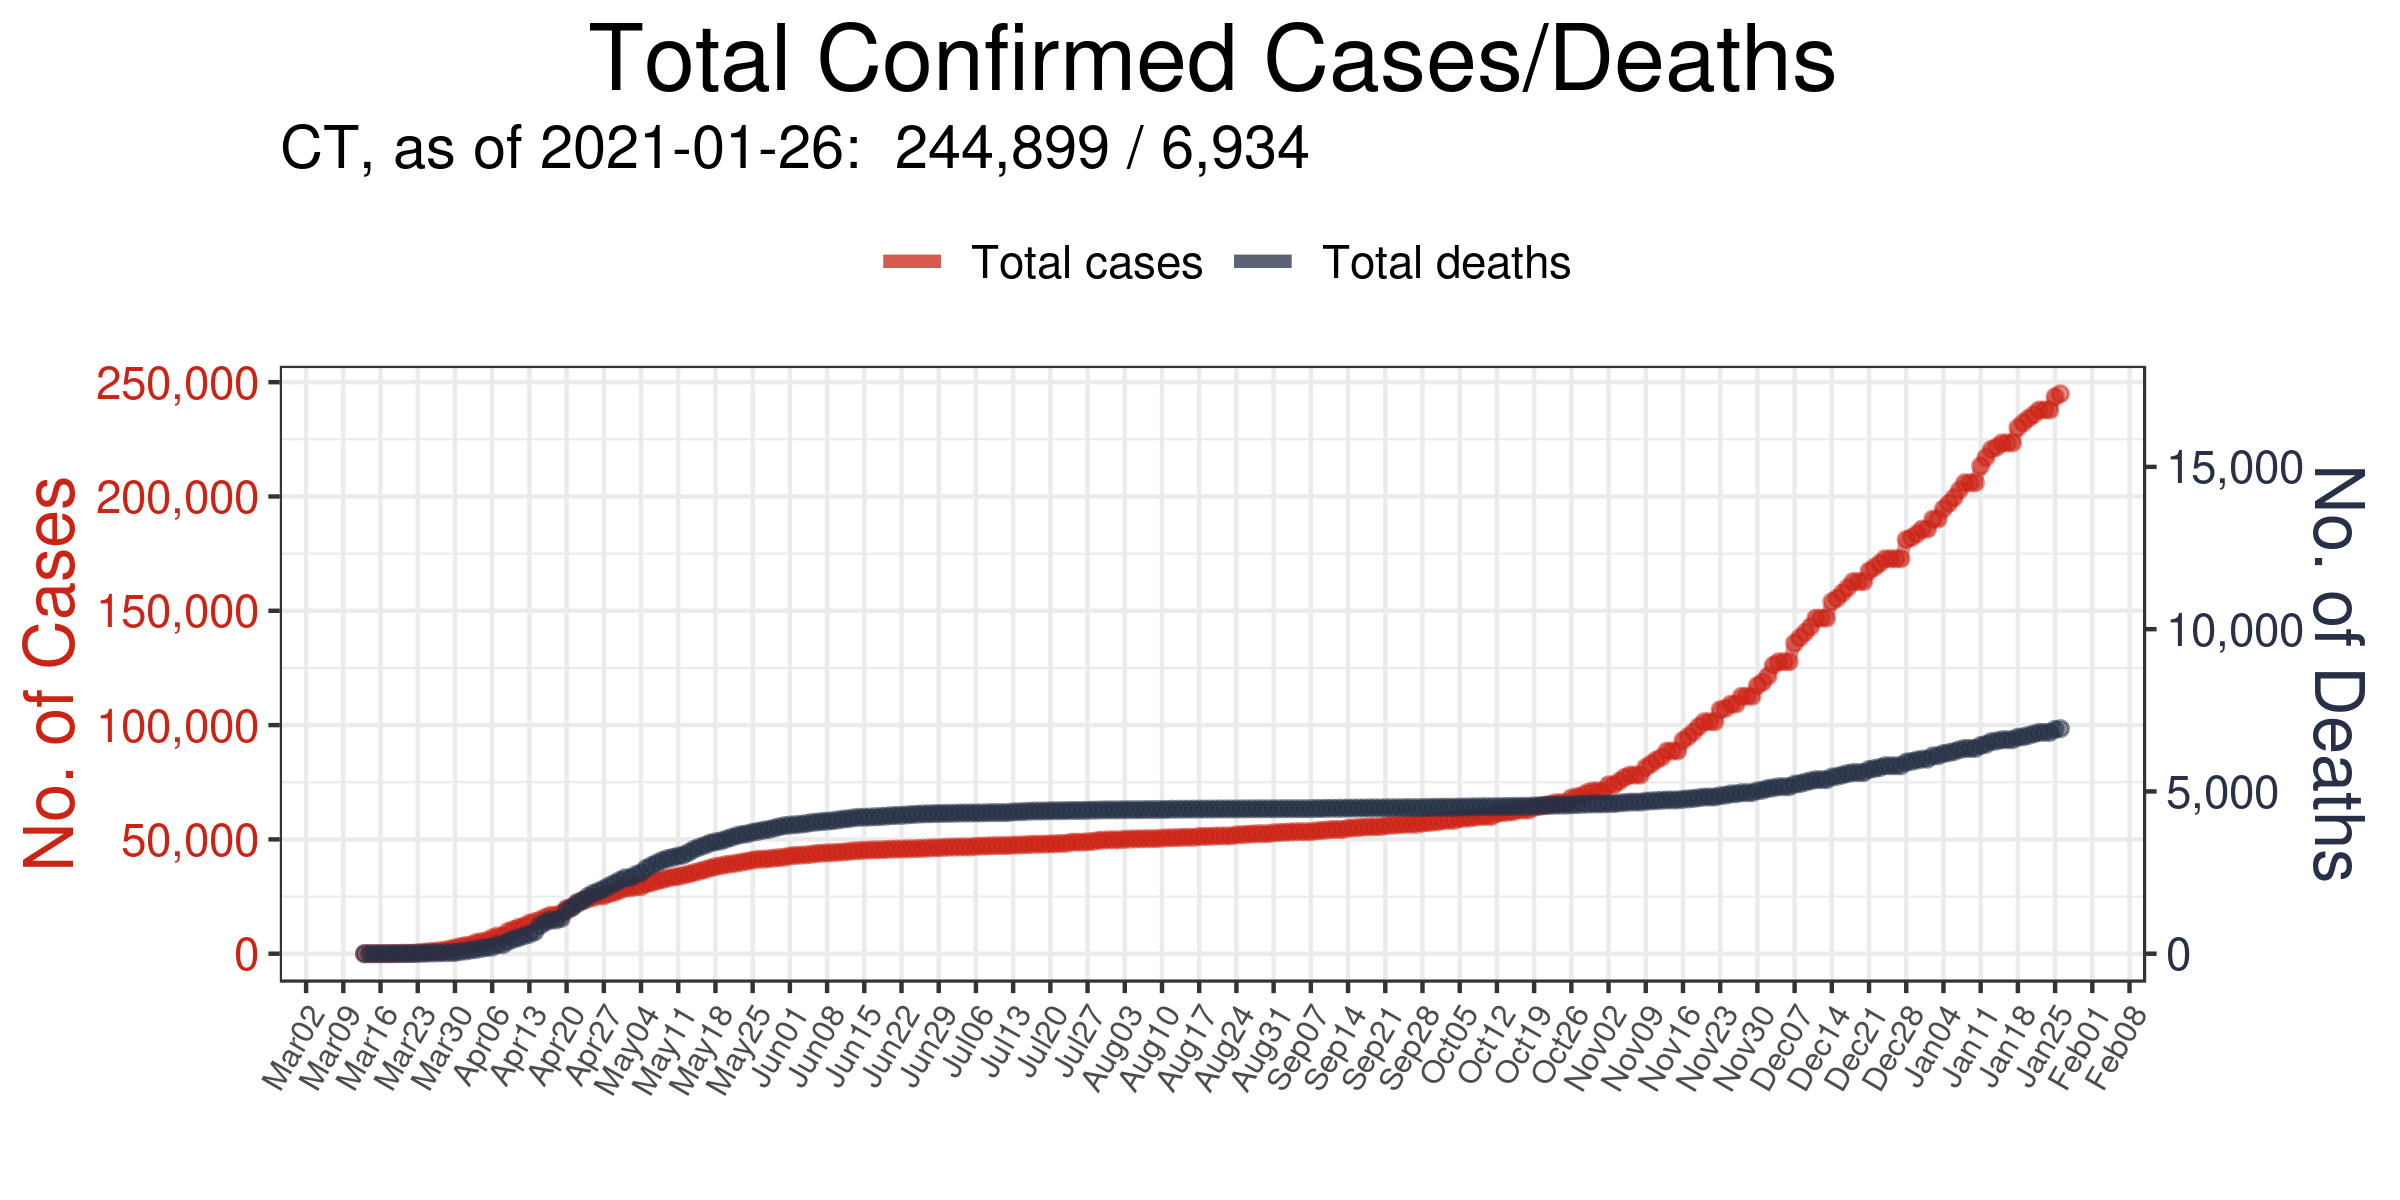 Total Confirmed Cases/Deaths
CT, as of 2021-01-26: 244,899 / 6,934
Total cases
Total deaths
No. of Cases
250,000
200,000
150,000
100,000
50,000
0
15,000
10,000
5,000
0
No. of Deaths
Mar02
Mar09
Mar16
Mar23
Mar30
Apr06
Apr13
Apr20
Apr27
May04
May11
May18
May25
Jun01
Jun08
Jun15
Jun22
Jun29
Jul06
Jul13
Jul20
Jul27
Aug03
Aug10
Aug17
Aug24
Aug31
Sep07
Sep14
Sep21
Sep28
Oct05
Oct12
Oct19
Oct26
Nov02
Nov09
Nov16
Nov23
Nov30
Dec07
Dec14
Dec21
Dec28
Jan04
Jan11
Jan18
Jan25
Feb01
Feb08